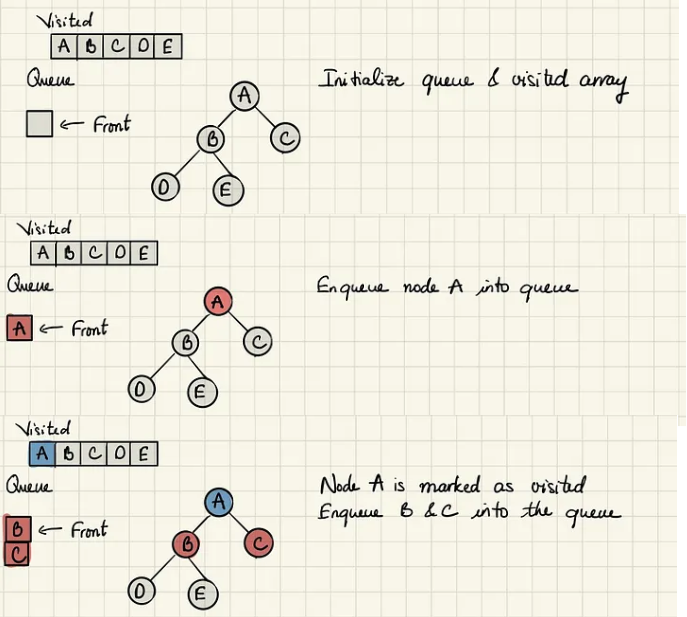 Visited
A B C D E
Queue
Initialize queue & visited array
← Front
A
B
C
D
E
Visited
A B C D E
Queue
Enqueue node A into queue
A ← Front
A
B
C
D
E
Visited
A B C D E
Queue
Node A is marked as visited
Enqueue B & C into the queue
B ← Front
C
A
B
C
D
E